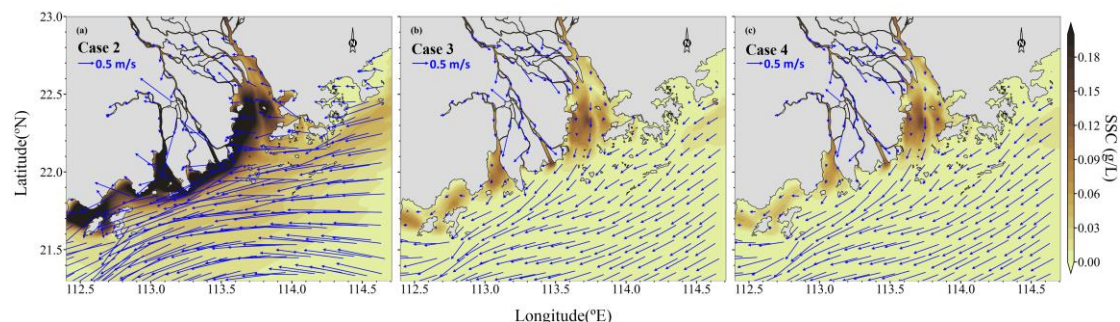 (a)
Case 2
0.5 m/s
(b)
Case 3
0.5 m/s
(c)
Case 4
0.5 m/s
N
N
N
23.0
22.5
22.0
21.5
Latitude(°N)
112.5 113.0 113.5 114.0 114.5
112.5 113.0 113.5 114.0 114.5
112.5 113.0 113.5 114.0 114.5
Longitude(°E)
0.18
0.15
0.12
0.09
0.06
0.03
0.00
SSC (g/L)